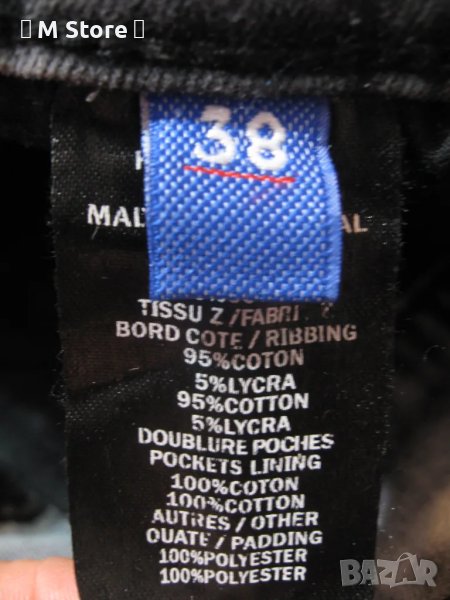 M Store
38
TISSU Z / FABRI
BORD COTE / RIBBING
95%COTON
5%LYCRA
95%COTTON
5%LYCRA
DOUBLURE POCHES
POCKETS LINING
100%COTON
100%COTTON
AUTRES / OTHER
OUATE / PADDING
100%POLYESTER
100%POLYESTER
BAZAR